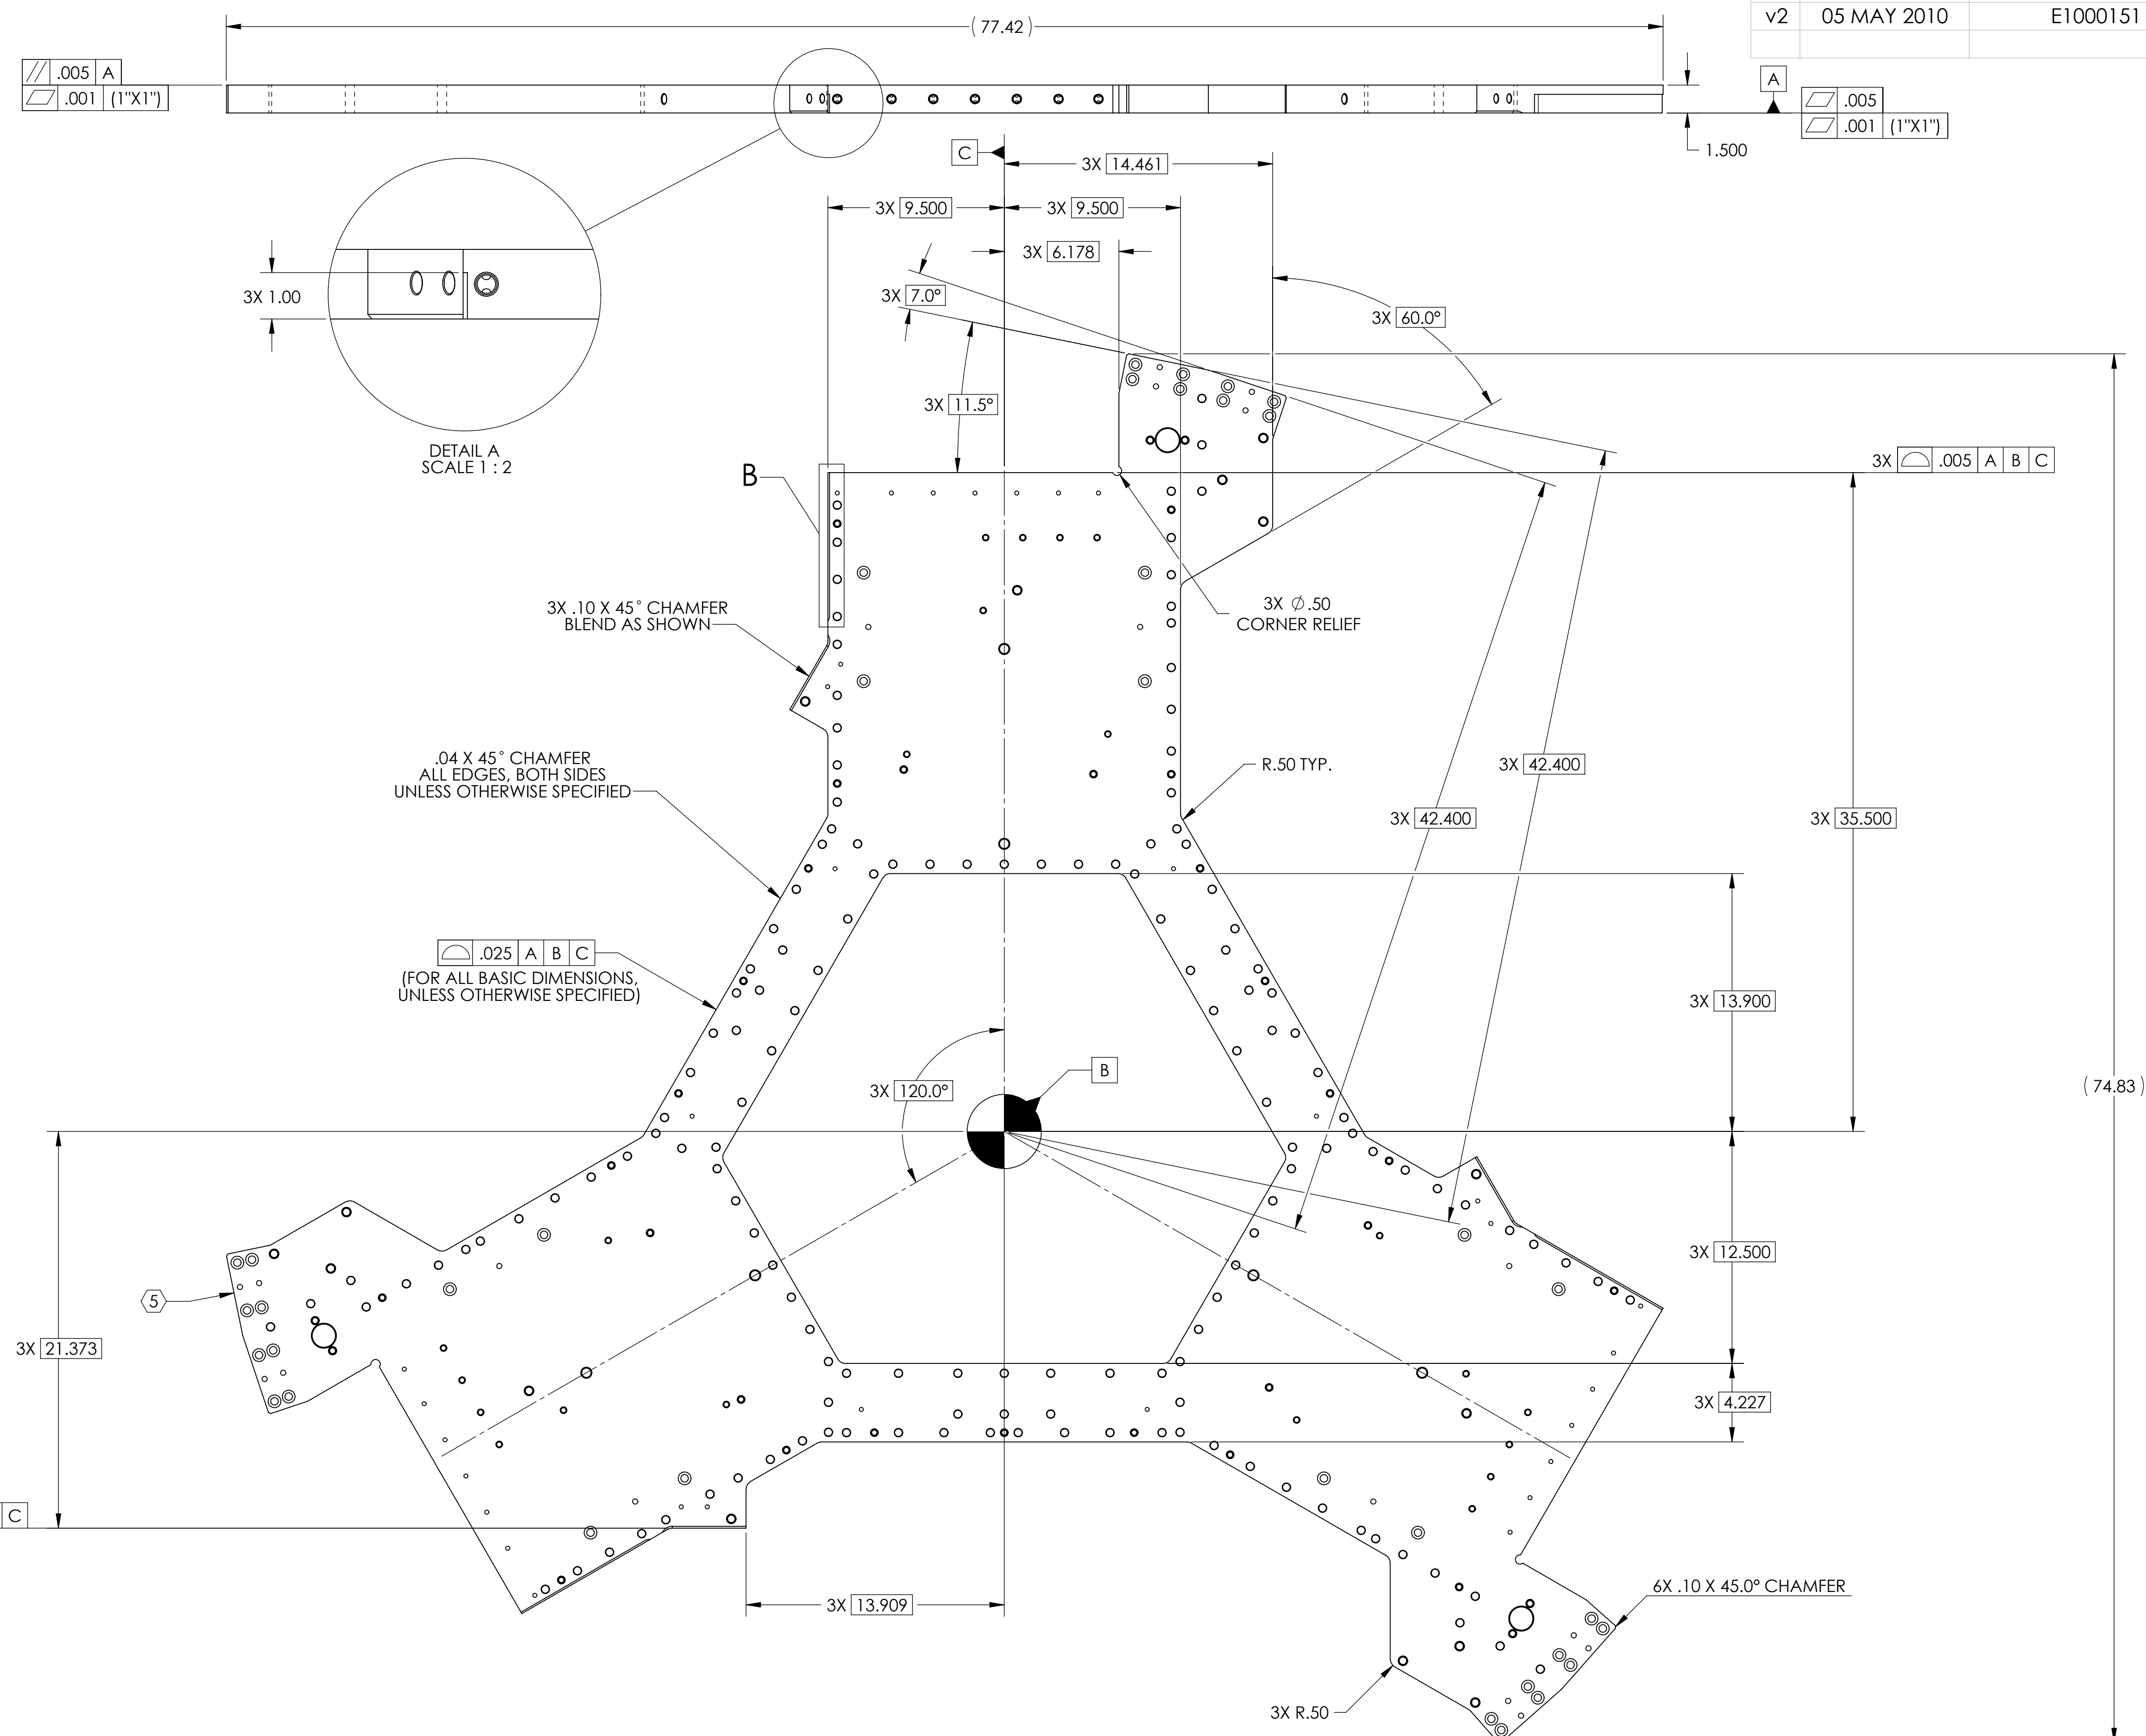 v2 05 MAY 2010 E1000151
( 77.42 )
// .005 A
.001 (1"X1")
A
.005
.001 (1"X1")
1.500
C
3X 14.461
3X 9.500
3X 9.500
3X 6.178
3X 1.00
3X 7.0°
3X 60.0°
3X 11.5°
DETAIL A
SCALE 1 : 2
B
3X .005 A B C
3X .10 X 45° CHAMFER
BLEND AS SHOWN
3X Ø.50
CORNER RELIEF
.04 X 45° CHAMFER
ALL EDGES, BOTH SIDES
UNLESS OTHERWISE SPECIFIED
R.50 TYP.
3X 42.400
3X 42.400
3X 35.500
.025 A B C
(FOR ALL BASIC DIMENSIONS,
UNLESS OTHERWISE SPECIFIED)
3X 13.900
3X 120.0°
B
( 74.83 )
3X 12.500
5
3X 21.373
3X 4.227
C
3X 13.909
6X .10 X 45.0° CHAMFER
3X R.50